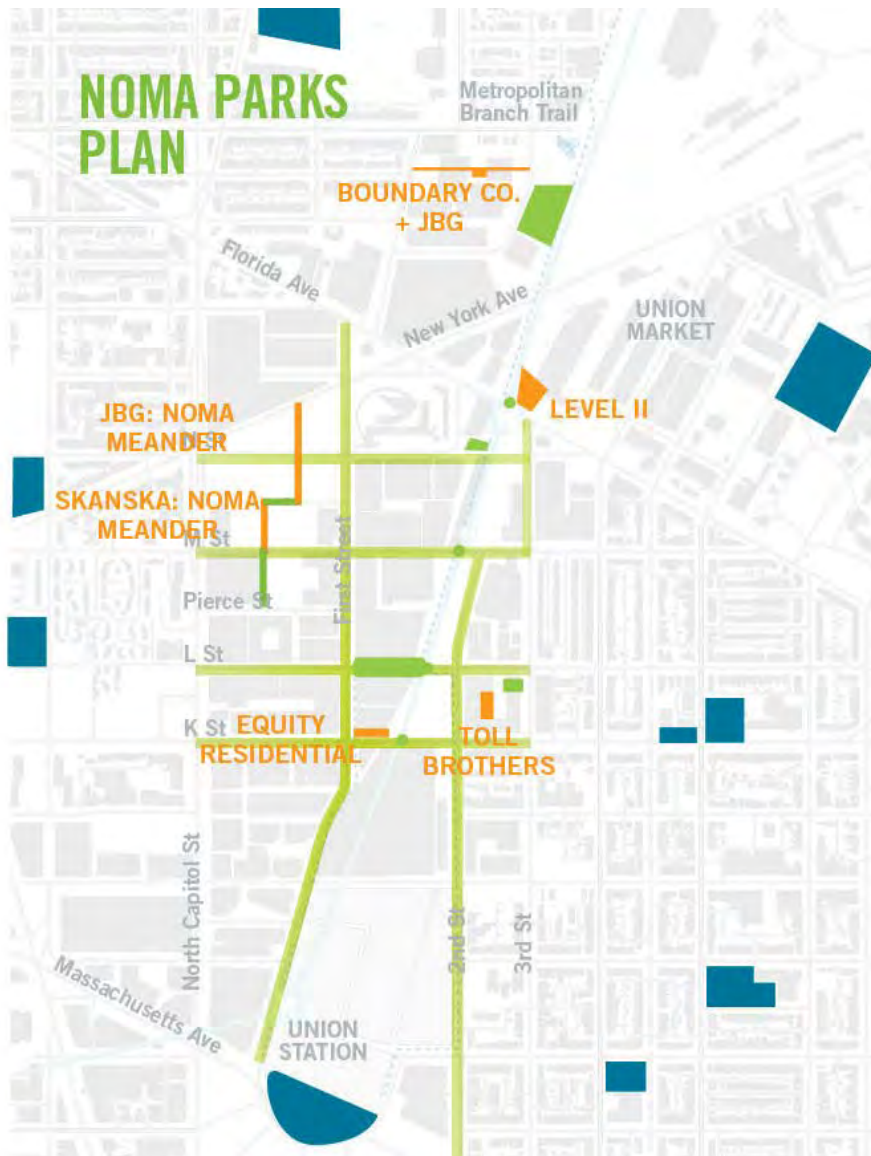 NOMA PARKS
PLAN
Metropolitan
Branch Trail
BOUNDARY CO.
+ JBG
Florida Ave
New York Ave
UNION
MARKET
JBG: NOMA
MEANDER
LEVEL II
SKANSKA: NOMA
MEANDER
M St
First Street
Pierce St
L St
K St
EQUITY
RESIDENTIAL
TOLL
BROTHERS
North Capitol St
2nd St
3rd St
Massachusetts Ave
UNION
STATION